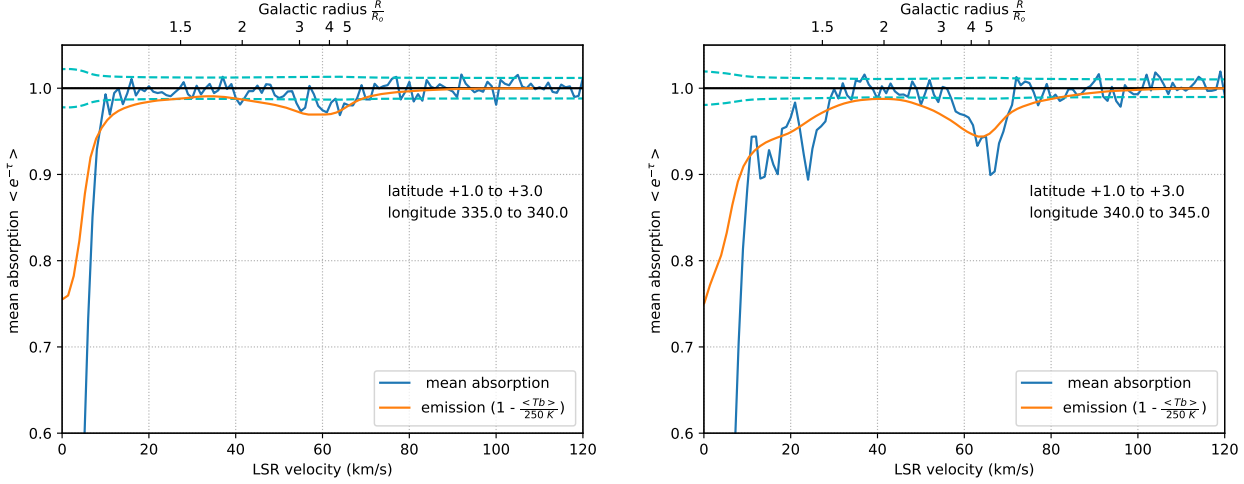 Galactic radius R/R_o
1.5 2 3 4 5
1.0
0.9
0.8
0.7
0.6
mean absorption < e^{-τ} >
latitude +1.0 to +3.0
longitude 335.0 to 340.0
mean absorption
emission (1 - <Tb>/250 K)
0 20 40 60 80 100 120
LSR velocity (km/s)
Galactic radius R/R_o
1.5 2 3 4 5
1.0
0.9
0.8
0.7
0.6
mean absorption < e^{-τ} >
latitude +1.0 to +3.0
longitude 340.0 to 345.0
mean absorption
emission (1 - <Tb>/250 K)
0 20 40 60 80 100 120
LSR velocity (km/s)